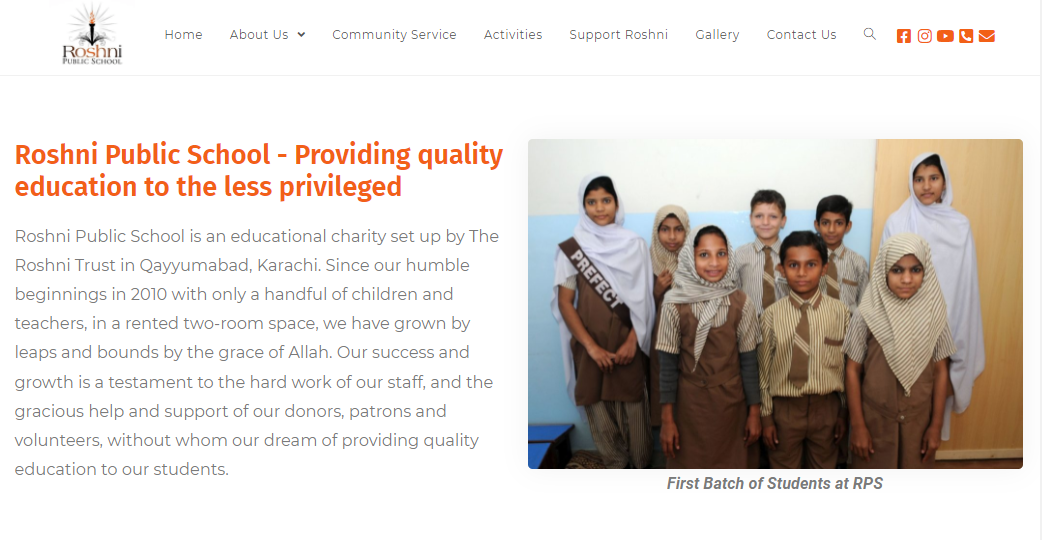 Roshni
PUBLIC SCHOOL
Home
About Us
Community Service
Activities
Support Roshni
Gallery
Contact Us
Roshni Public School - Providing quality
education to the less privileged
Roshni Public School is an educational charity set up by The
Roshni Trust in Qayyumabad, Karachi. Since our humble
beginnings in 2010 with only a handful of children and
teachers, in a rented two-room space, we have grown by
leaps and bounds by the grace of Allah. Our success and
growth is a testament to the hard work of our staff, and the
gracious help and support of our donors, patrons and
volunteers, without whom our dream of providing quality
education to our students.
PREFECT
First Batch of Students at RPS